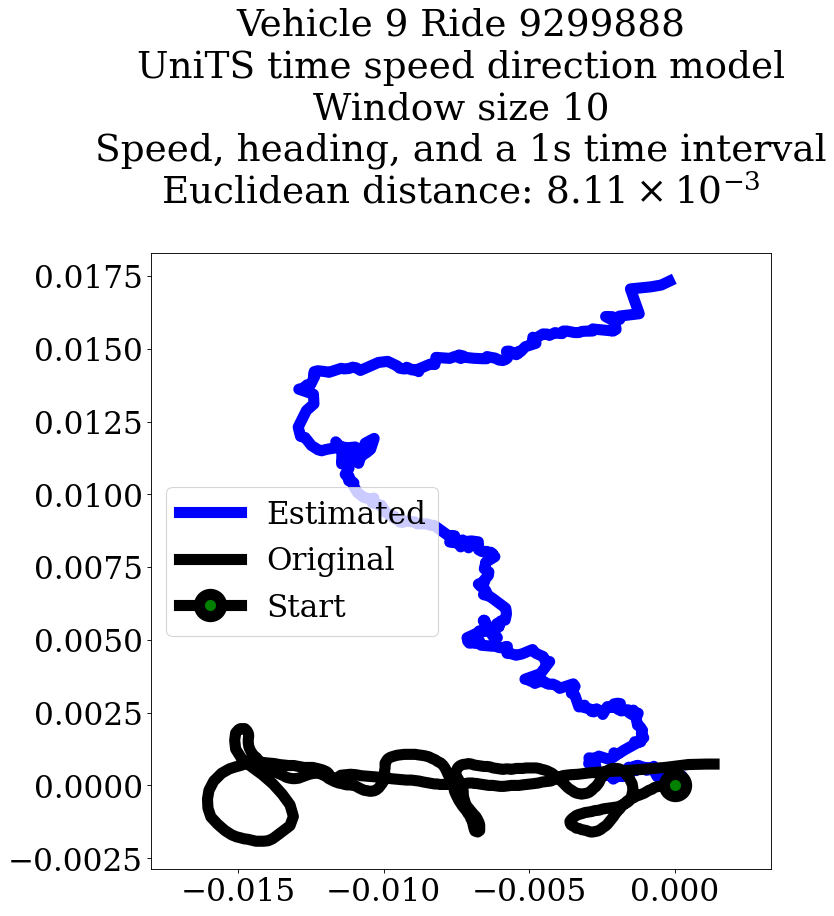 Vehicle 9 Ride 9299888
UniTS time speed direction model
Window size 10
Speed, heading, and a 1s time interval
Euclidean distance: 8.11 × 10⁻³
0.0175
0.0150
0.0125
0.0100
0.0075
0.0050
0.0025
0.0000
−0.0025
Estimated
Original
Start
−0.015 −0.010 −0.005 0.000